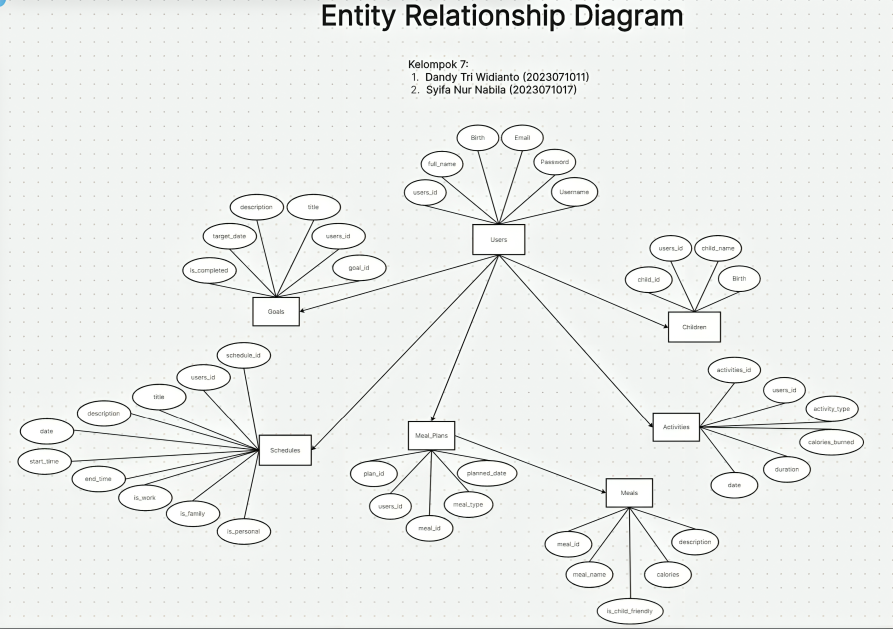 Entity Relationship Diagram
Kelompok 7:
1. Dandy Tri Widianto (2023071011)
2. Syifa Nur Nabila (2023071017)
Birth
Email
full_name
Password
users_id
Username
Users
description
title
target_date
users_id
is_completed
goal_id
Goals
users_id
child_name
child_id
Birth
Children
schedule_id
users_id
title
description
date
start_time
end_time
is_work
is_family
is_personal
Schedules
Meal_Plans
plan_id
planned_date
users_id
meal_type
meal_id
activities_id
users_id
activity_type
calories_burned
duration
date
Activities
Meals
meal_id
description
meal_name
calories
is_child_friendly